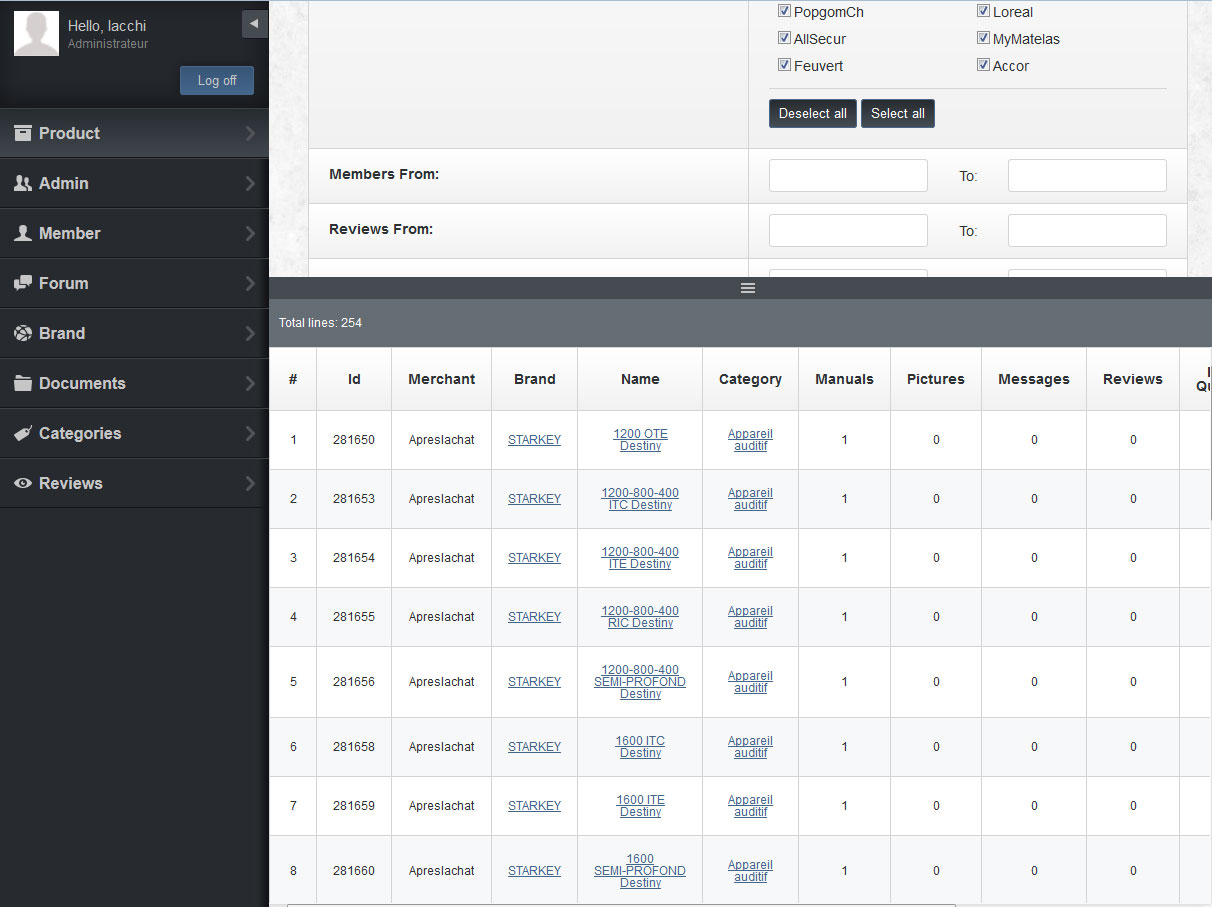 Hello, lacchi
Administrateur
Log off
Product
Admin
Member
Forum
Brand
Documents
Categories
Reviews
PopgomCh Loreal
AllSecur MyMatelas
Feuvert Accor
Deselect all Select all
Members From: To:
Reviews From: To:
Total lines: 254
# Id Merchant Brand Name Category Manuals Pictures Messages Reviews
1 281650 Apreslachat STARKEY 1200 OTE Destiny Appareil auditif 1 0 0 0
2 281653 Apreslachat STARKEY 1200-800-400 ITC Destiny Appareil auditif 1 0 0 0
3 281654 Apreslachat STARKEY 1200-800-400 ITE Destiny Appareil auditif 1 0 0 0
4 281655 Apreslachat STARKEY 1200-800-400 RIC Destiny Appareil auditif 1 0 0 0
5 281656 Apreslachat STARKEY 1200-800-400 SEMI-PROFOND Destiny Appareil auditif 1 0 0 0
6 281658 Apreslachat STARKEY 1600 ITC Destiny Appareil auditif 1 0 0 0
7 281659 Apreslachat STARKEY 1600 ITE Destiny Appareil auditif 1 0 0 0
8 281660 Apreslachat STARKEY 1600 SEMI-PROFOND Destiny Appareil auditif 1 0 0 0